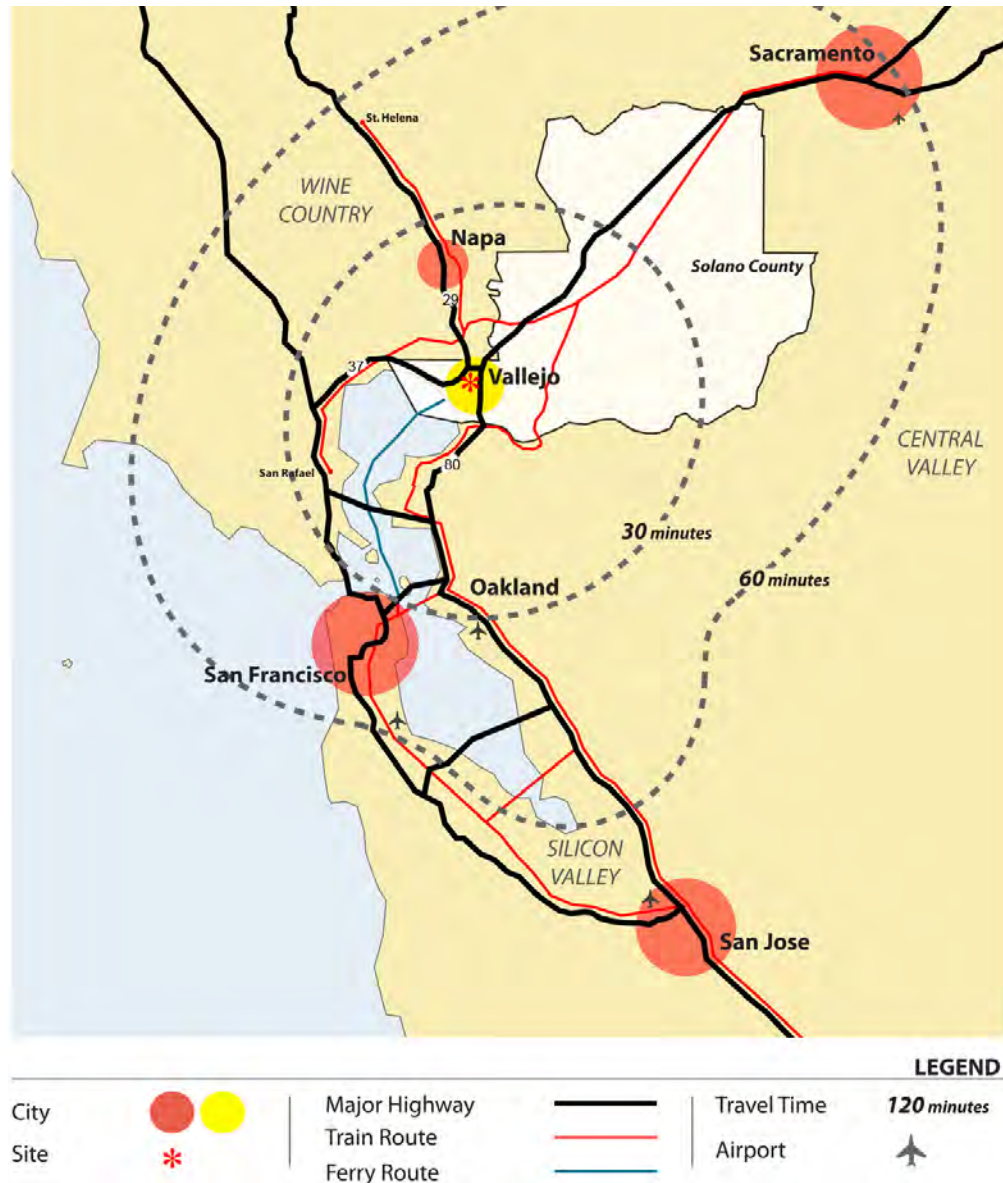 Sacramento
St. Helena
WINE
COUNTRY
Napa
Solano County
29
37
Vallejo
*
CENTRAL
VALLEY
San Rafael
80
30 minutes
60 minutes
Oakland
San Francisco
SILICON
VALLEY
San Jose
LEGEND
City
Major Highway
Travel Time
120 minutes
Site
*
Train Route
Airport
Ferry Route